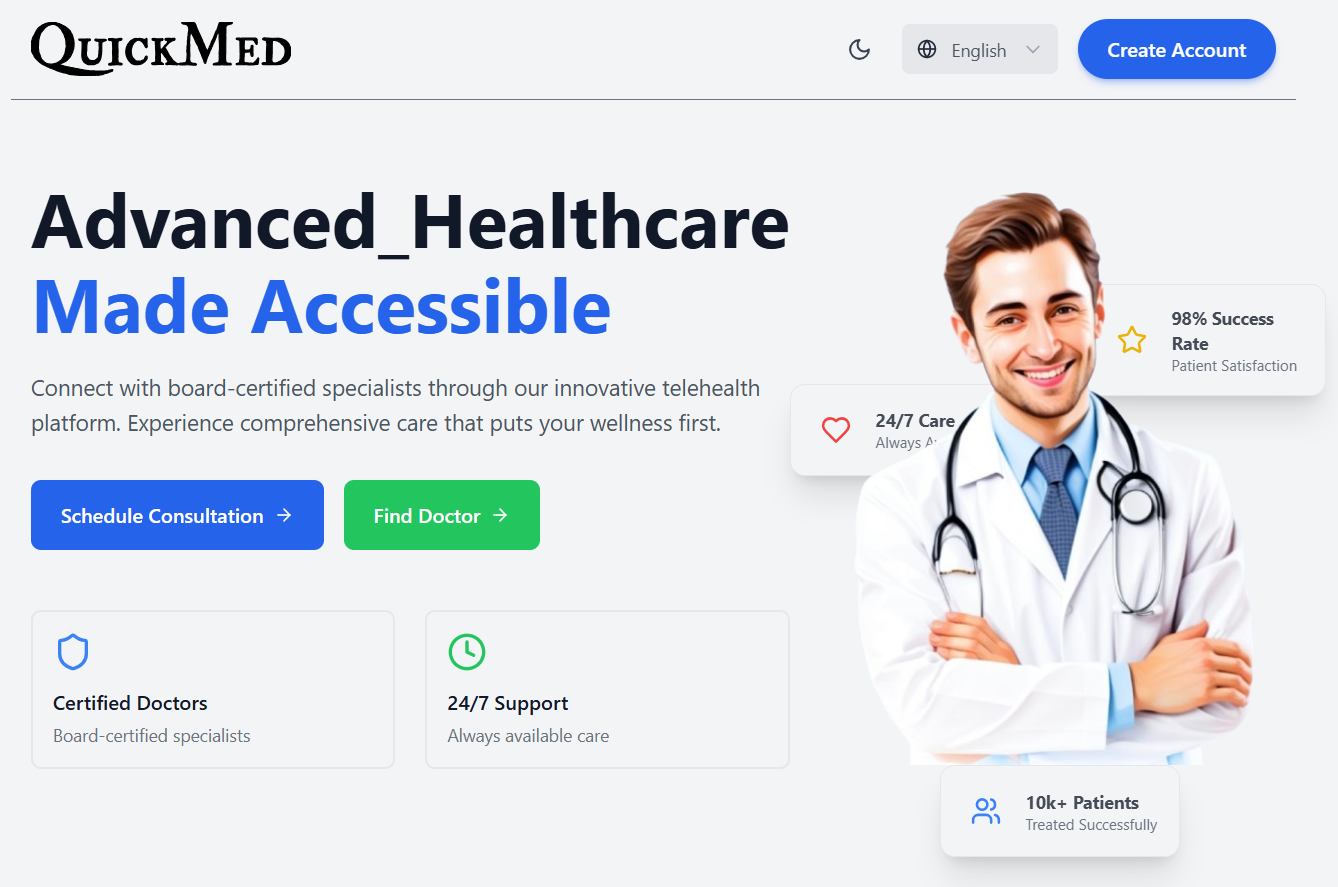 QuickMed
English
Create Account
Advanced_Healthcare
Made Accessible
Connect with board-certified specialists through our innovative telehealth
platform. Experience comprehensive care that puts your wellness first.
Schedule Consultation →
Find Doctor →
Certified Doctors
Board-certified specialists
24/7 Support
Always available care
98% Success
Rate
Patient Satisfaction
24/7 Care
Always
10k+ Patients
Treated Successfully